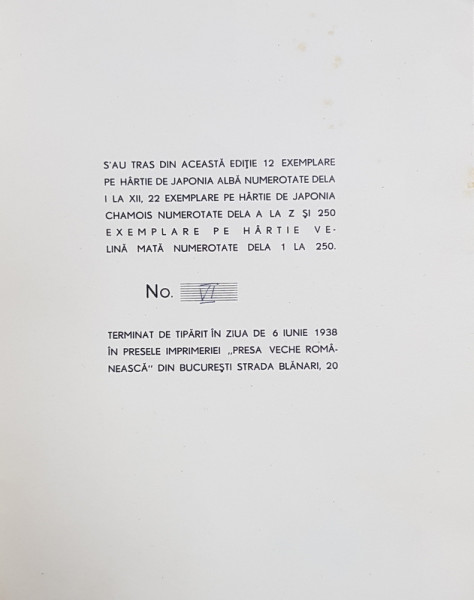 S'AU TRAS DIN ACEASTĂ EDIȚIE 12 EXEMPLARE
PE HÂRTIE DE JAPONIA ALBĂ NUMEROTATE DELA
I LA XII, 22 EXEMPLARE PE HÂRTIE DE JAPONIA
CHAMOIS NUMEROTATE DELA A LA Z ȘI 250
EXEMPLARE PE HÂRTIE VE-
LINĂ MATĂ NUMEROTATE DELA 1 LA 250.
No. VI
TERMINAT DE TIPĂRIT ÎN ZIUA DE 6 IUNIE 1938
ÎN PRESELE IMPRIMERIEI „PRESA VECHE ROMÂ-
NEASCĂ“ DIN BUCUREȘTI STRADA BLĂNARI, 20